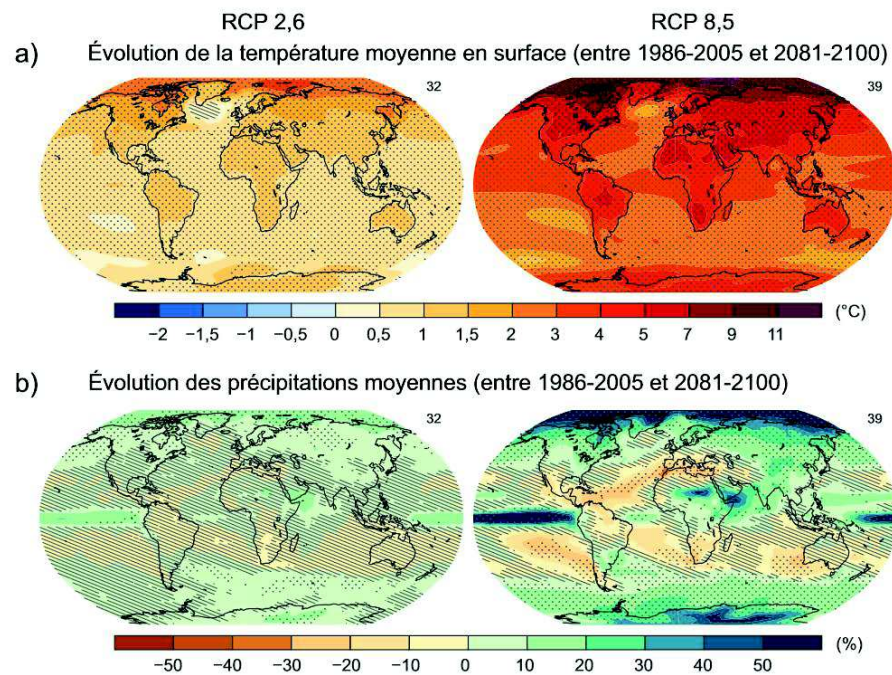 RCP 2,6 RCP 8,5
a) Évolution de la température moyenne en surface (entre 1986-2005 et 2081-2100)
32 39
−2 −1,5 −1 −0,5 0 0,5 1 1,5 2 3 4 5 7 9 11 (°C)
b) Évolution des précipitations moyennes (entre 1986-2005 et 2081-2100)
32 39
−50 −40 −30 −20 −10 0 10 20 30 40 50 (%)